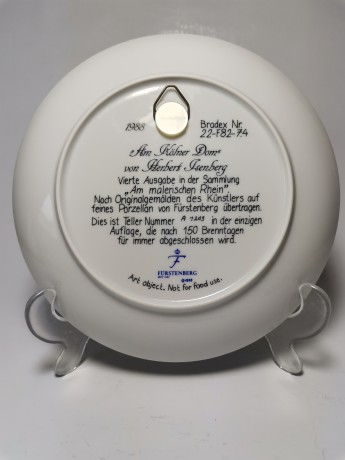 1988
Bradex Nr.
22-F82-7.4
„Am Kölner Dom“
von Herbert Isenberg
Vierte Ausgabe in der Sammlung
„Am malerischen Rhein“
Nach Originalgemälden des Künstlers auf
feines Porzellan von Fürstenberg übertragen.
Dies ist Teller Nummer A 7203 in der einzigen
Auflage, die nach 150 Brenntagen
für immer abgeschlossen wird.
F
FÜRSTENBERG
©1988
Art object. Not for food use.